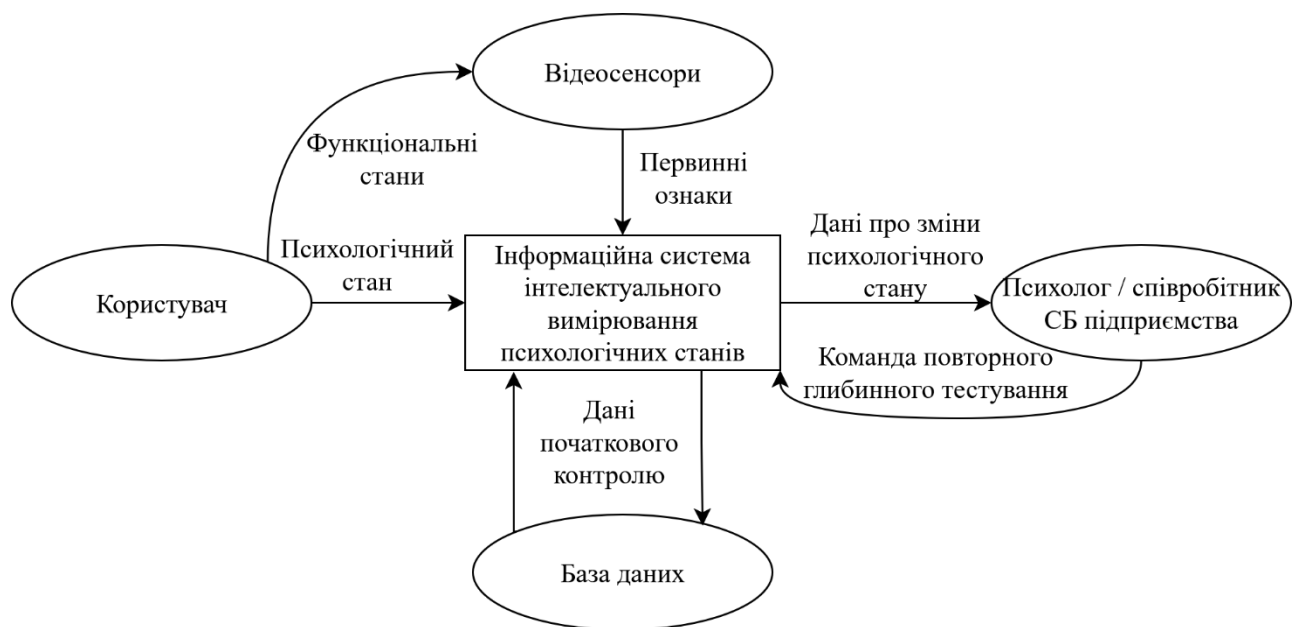 Відеосенсори
Функціональні
стани
Первинні
ознаки
Психологічний
стан
Користувач
Інформаційна система
інтелектуального
вимірювання
психологічних станів
Дані про зміни
психологічного
стану
Психолог / співробітник
СБ підприємства
Команда повторного
глибинного тестування
Дані
початкового
контролю
База даних